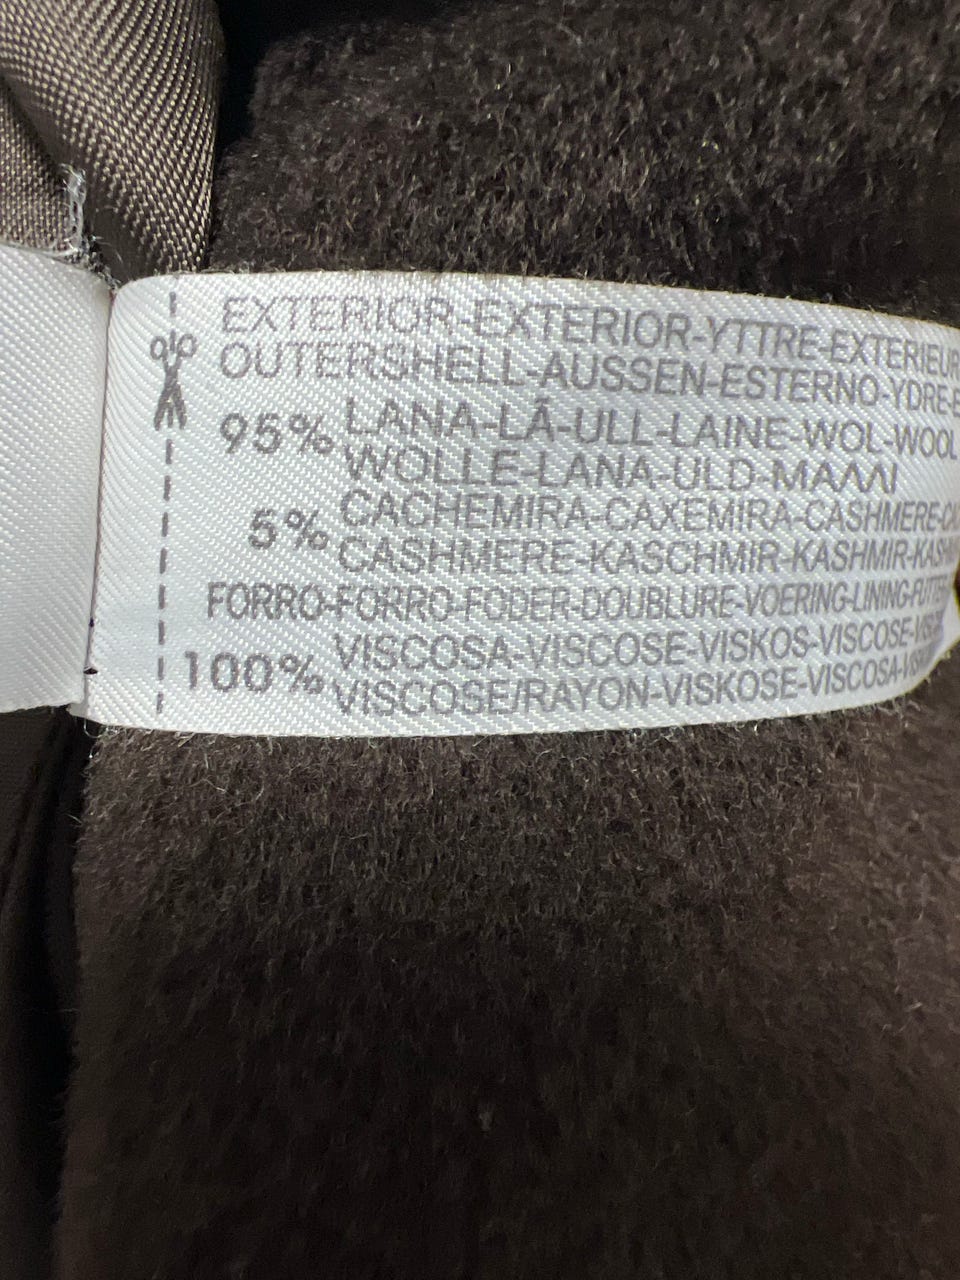 EXTERIOR-EXTERIOR-YTTRE-EXTERIEUR
OUTERSHELL-AUSSEN-ESTERNO-YDRE-
95% LANA-LÃ-ULL-LAINE-WOL-WOOL
WOLLE-LANA-ULD-ΜΑΛΛΙ
5% CACHEMIRA-CAXEMIRA-CASHMERE-
CASHMERE-KASCHMIR-KASHMIR-
FORRO-FORRO-FODER-DOUBLURE-VOERING-LINING-
100% VISCOSA-VISCOSE-VISKOS-VISCOSE-
VISCOSE/RAYON-VISKOSE-VISCOSA-